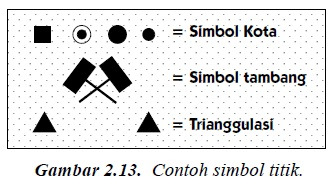 = Simbol Kota
= Simbol tambang
= Trianggulasi
Gambar 2.13. Contoh simbol titik.